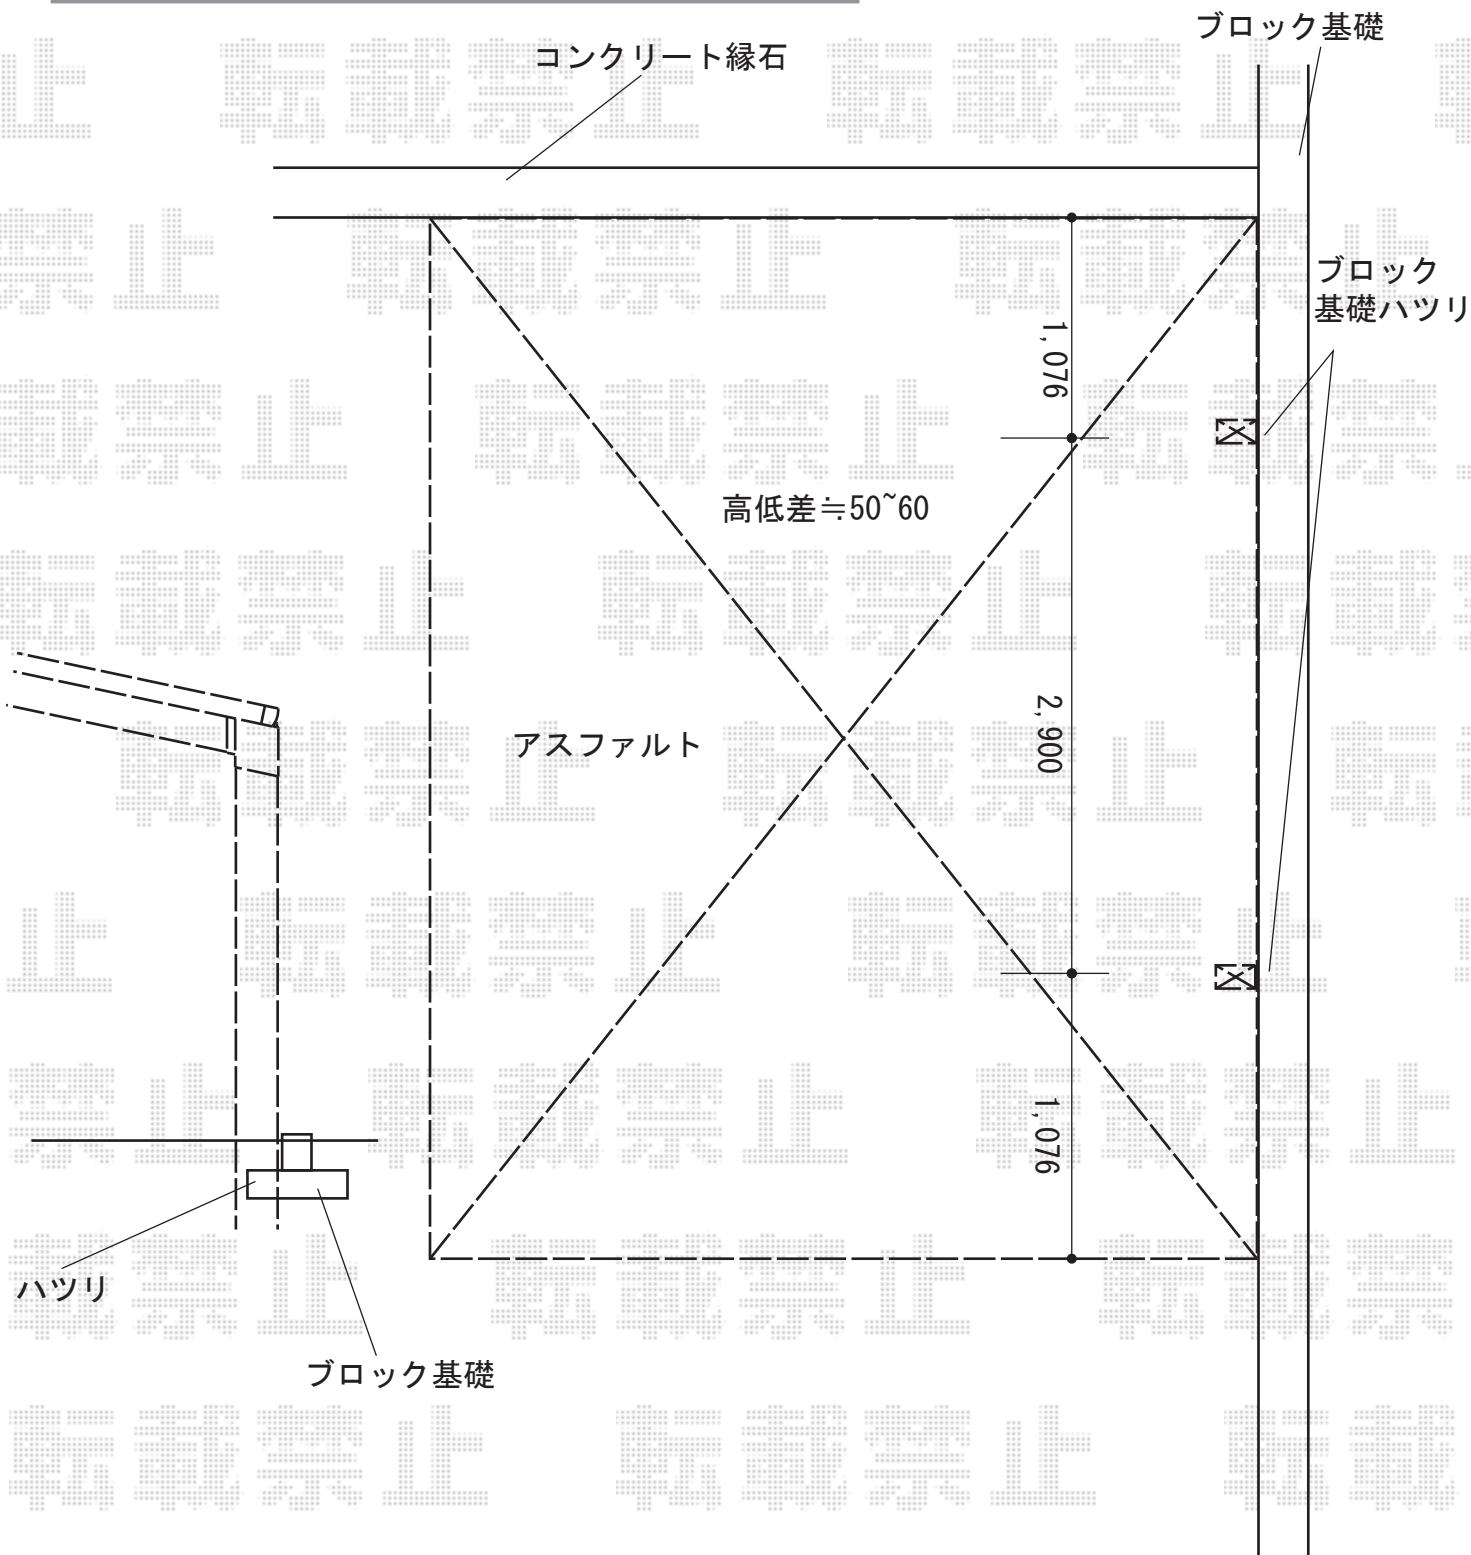 コンクリート縁石
ブロック基礎
ブロック
基礎ハツリ
1,076
高低差≒50~60
2,900
アスファルト
1,076
ハツリ
ブロック基礎
転載禁止